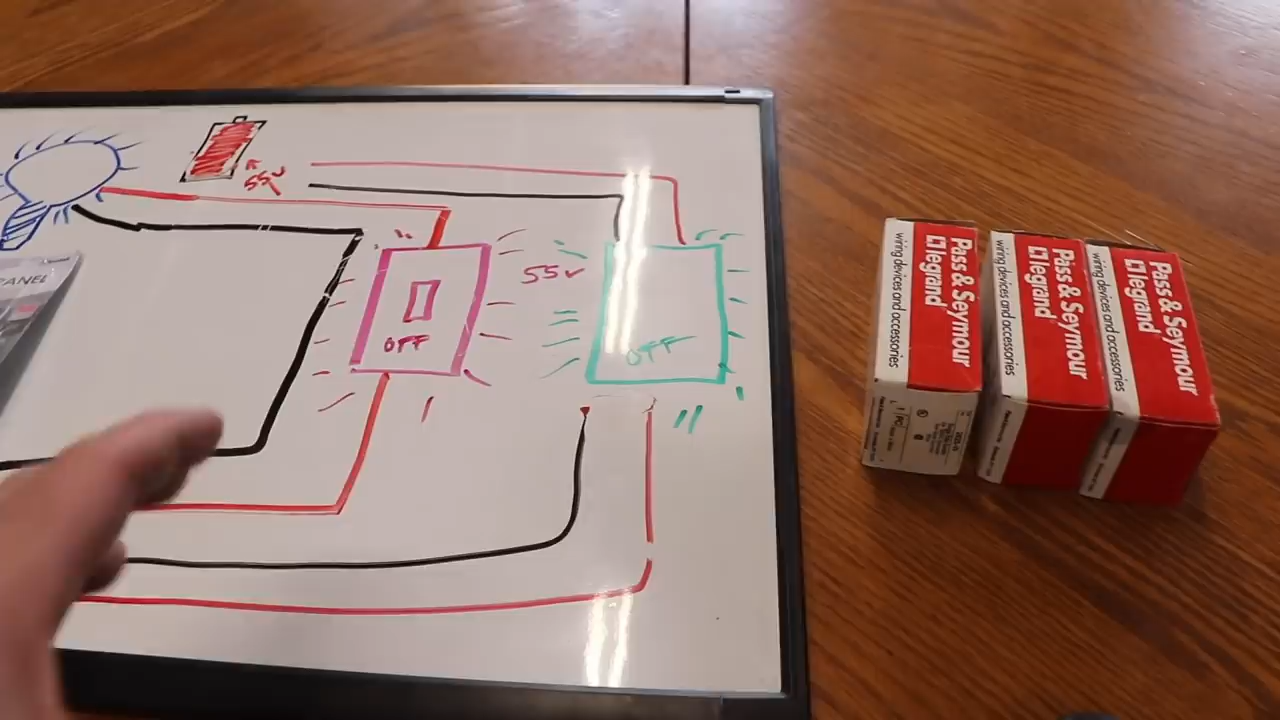 55v
55v
OFF
OFF
PANEL
Pass & Seymour
legrand
wiring devices and accessories
Pass & Seymour
legrand
wiring devices and accessories
Pass & Seymour
legrand
wiring devices and accessories